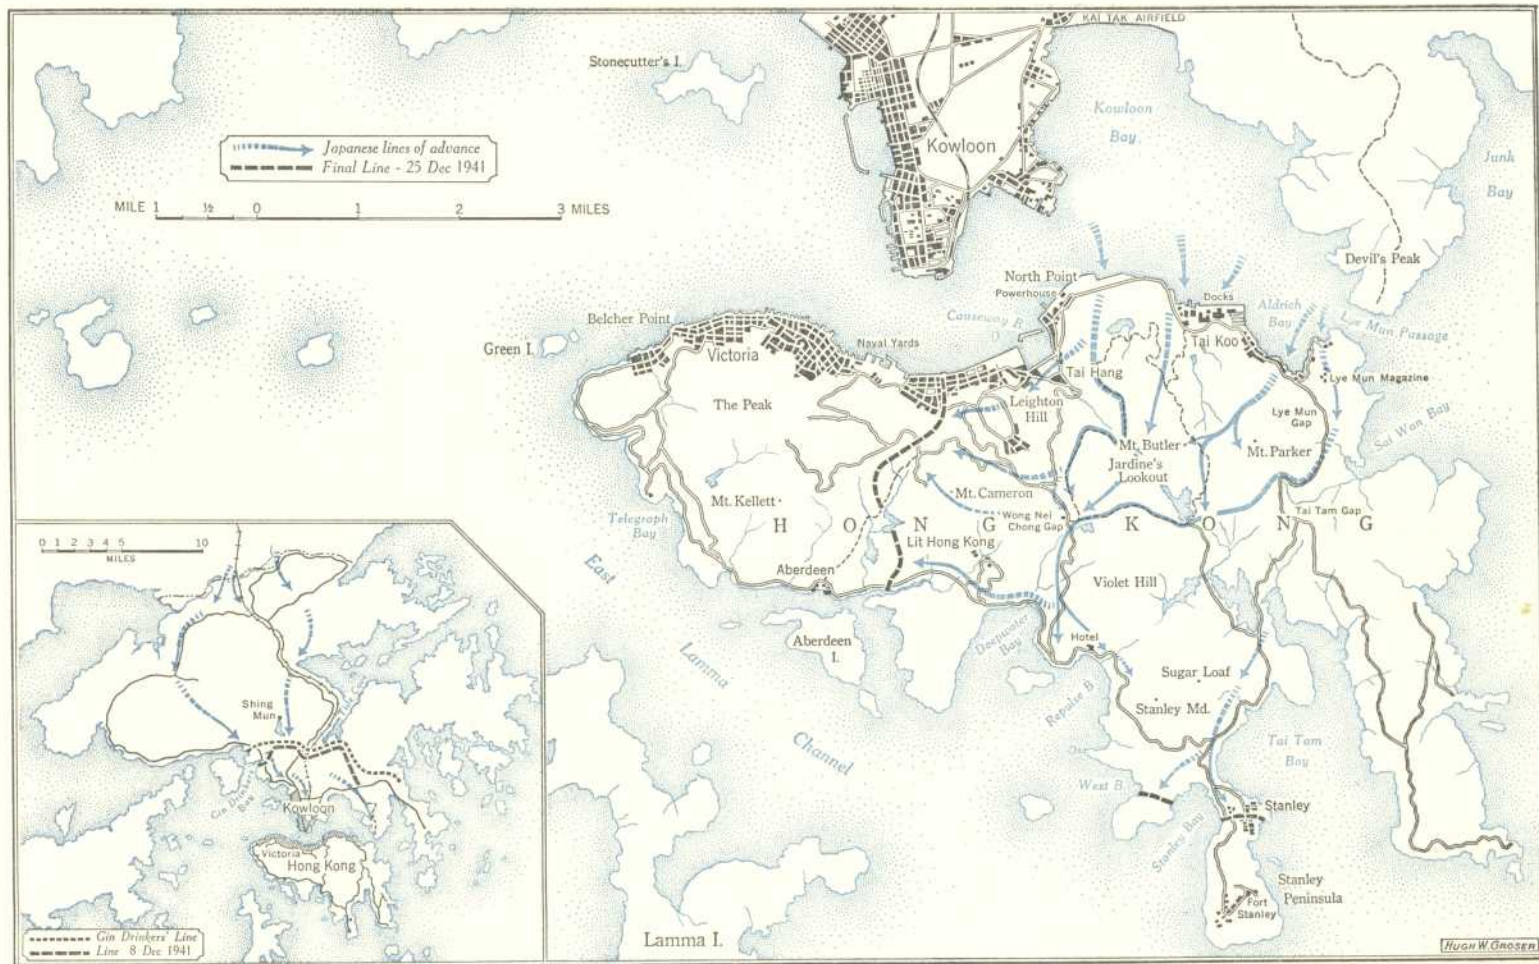 KAI TAK AIRFIELD
Stonecutter's I.
Kowloon
Bay
Kowloon
Junk
Bay
Japanese lines of advance
Final Line - 25 Dec 1941
MILE 1 ½ 0 1 2 3 MILES
Devil's Peak
North Point
Powerhouse
Docks
Aldrich
Bay
Lye Mun Passage
Belcher Point
Causeway B.
Green I.
Victoria
Naval Yards
Tai Koo
Tai Hang
Lye Mun Magazine
The Peak
Leighton
Hill
Lye Mun
Gap
Sai Wan Bay
Mt. Butler
Mt. Parker
Jardine's
Lookout
Mt. Kellett
Mt. Cameron
Telegraph
Bay
HONG KONG
Wong Nei
Chong Gap
Tai Tam Gap
Lit Hong Kong
Aberdeen
East
Lamma
Channel
Violet Hill
Aberdeen
I.
Deepwater
Bay
Hotel
Sugar Loaf
Repulse B.
Stanley Md.
Tai Tam
Bay
West B.
Stanley
Stanley Bay
Stanley
Peninsula
Fort
Stanley
Lamma I.
HUGH W. GROSER
0 1 2 3 4 5 10
MILES
Shing
Mun
Gin Drinkers
Bay
Kowloon
Victoria
Hong Kong
Gin Drinkers' Line
Line 8 Dec 1941